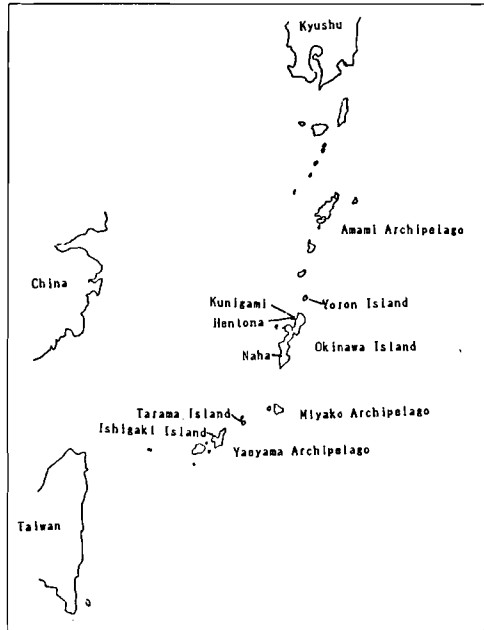 Kyushu
Amami Archipelago
China
Yoron Island
Kunigami
Hentona
Okinawa Island
Naha
Tarama Island
Miyako Archipelago
Ishigaki Island
Yaeyama Archipelago
Taiwan